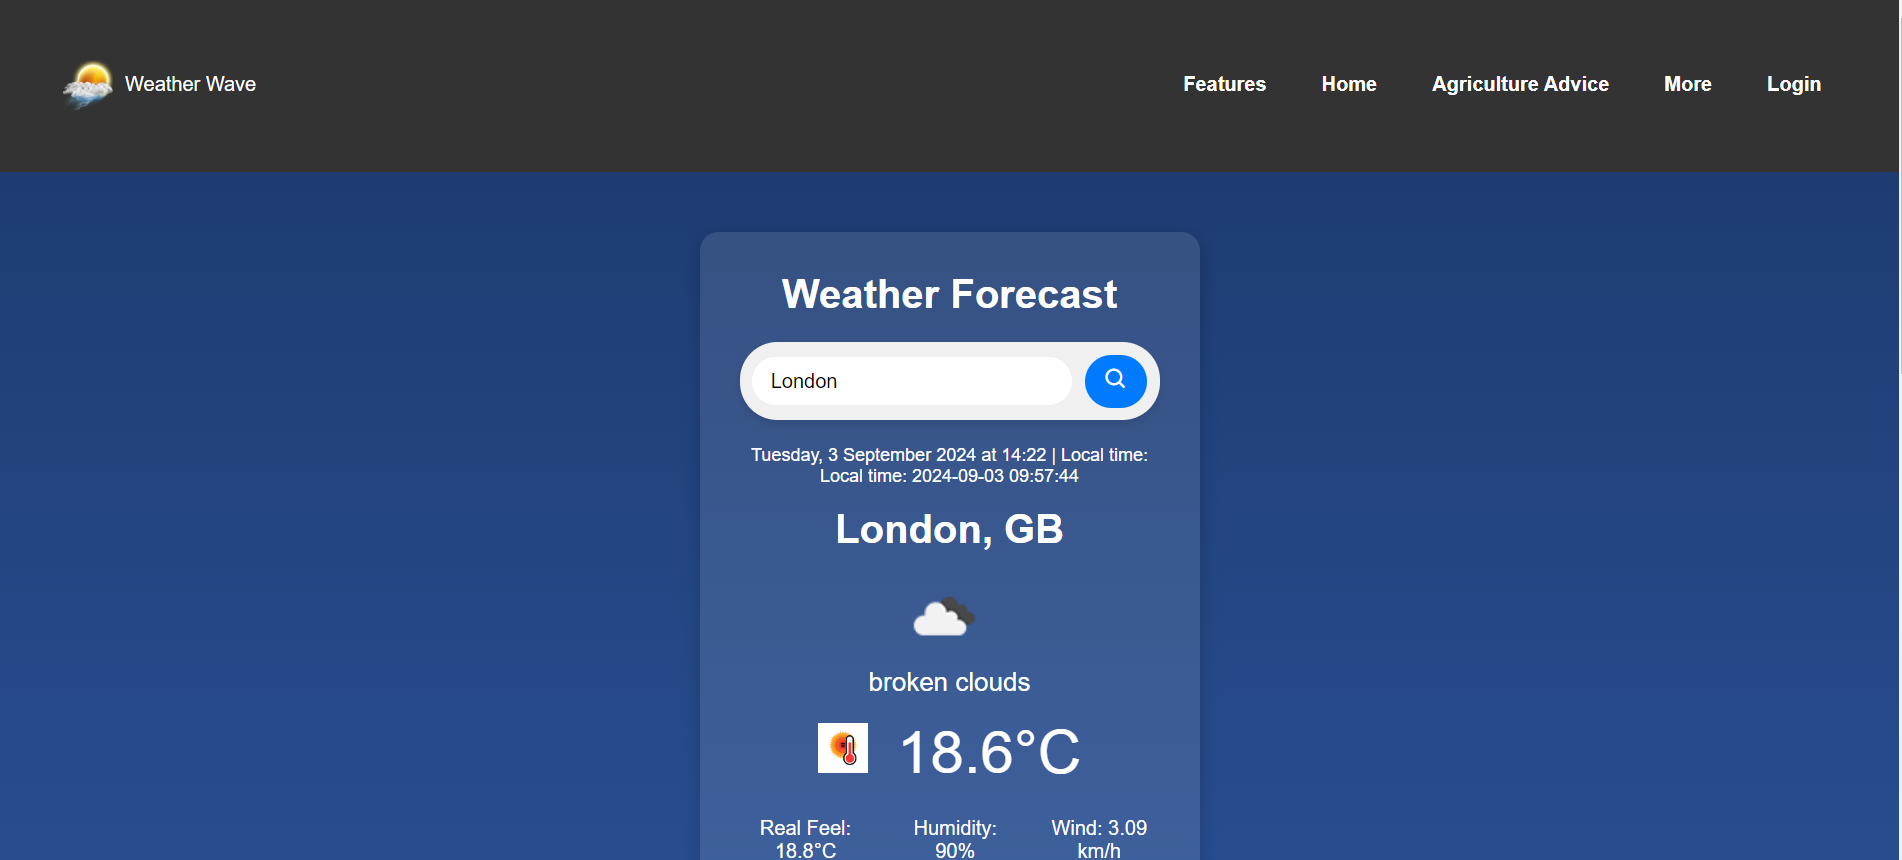 Weather Wave
Features
Home
Agriculture Advice
More
Login
Weather Forecast
London
Tuesday, 3 September 2024 at 14:22 | Local time:
Local time: 2024-09-03 09:57:44
London, GB
broken clouds
18.6°C
Real Feel:
18.8°C
Humidity:
90%
Wind: 3.09
km/h